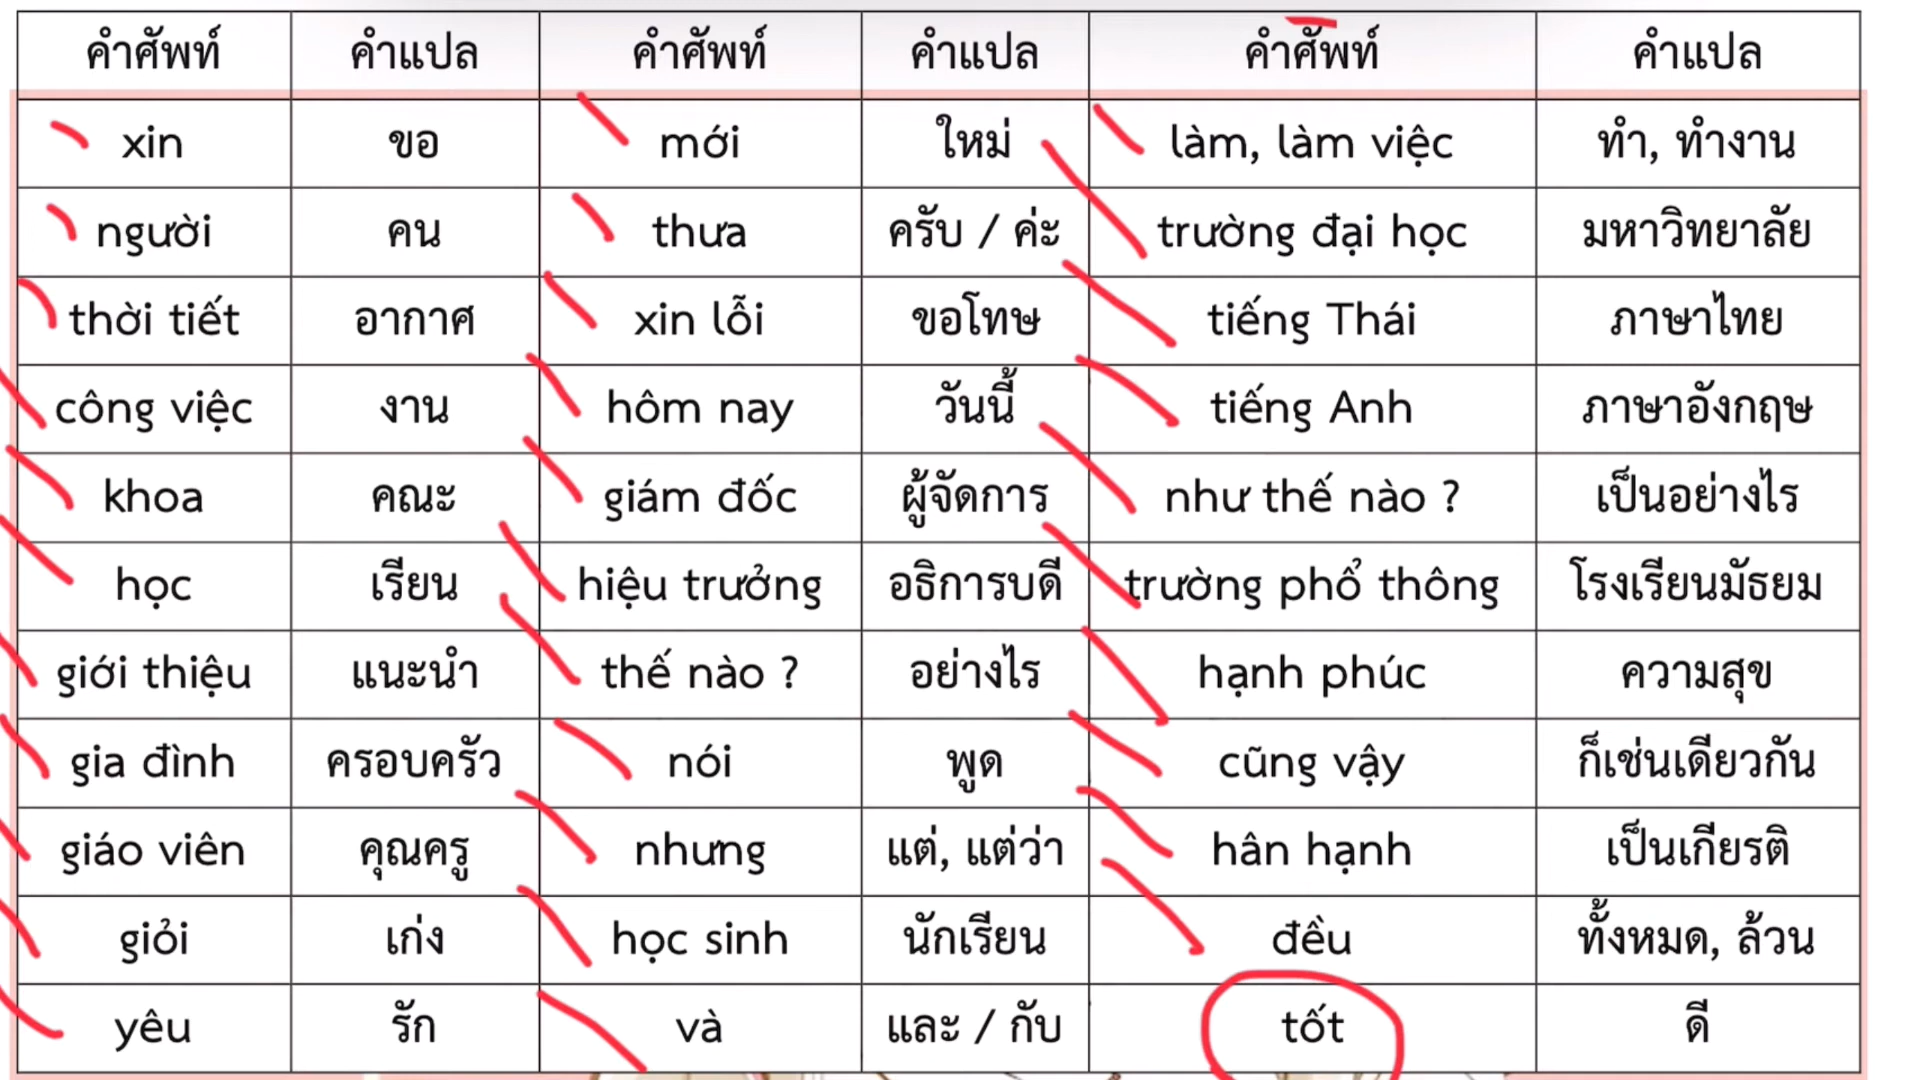 คำศัพท์ คำแปล คำศัพท์ คำแปล คำศัพท์ คำแปล
xin ขอ mới ใหม่ làm, làm việc ทำ, ทำงาน
người คน thưa ครับ / ค่ะ trường đại học มหาวิทยาลัย
thời tiết อากาศ xin lỗi ขอโทษ tiếng Thái ภาษาไทย
công việc งาน hôm nay วันนี้ tiếng Anh ภาษาอังกฤษ
khoa คณะ giám đốc ผู้จัดการ như thế nào ? เป็นอย่างไร
học เรียน hiệu trưởng อธิการบดี trường phổ thông โรงเรียนมัธยม
giới thiệu แนะนำ thế nào ? อย่างไร hạnh phúc ความสุข
gia đình ครอบครัว nói พูด cũng vậy ก็เช่นเดียวกัน
giáo viên คุณครู nhưng แต่, แต่ว่า hân hạnh เป็นเกียรติ
giỏi เก่ง học sinh นักเรียน đều ทั้งหมด, ล้วน
yêu รัก và และ / กับ tốt ดี